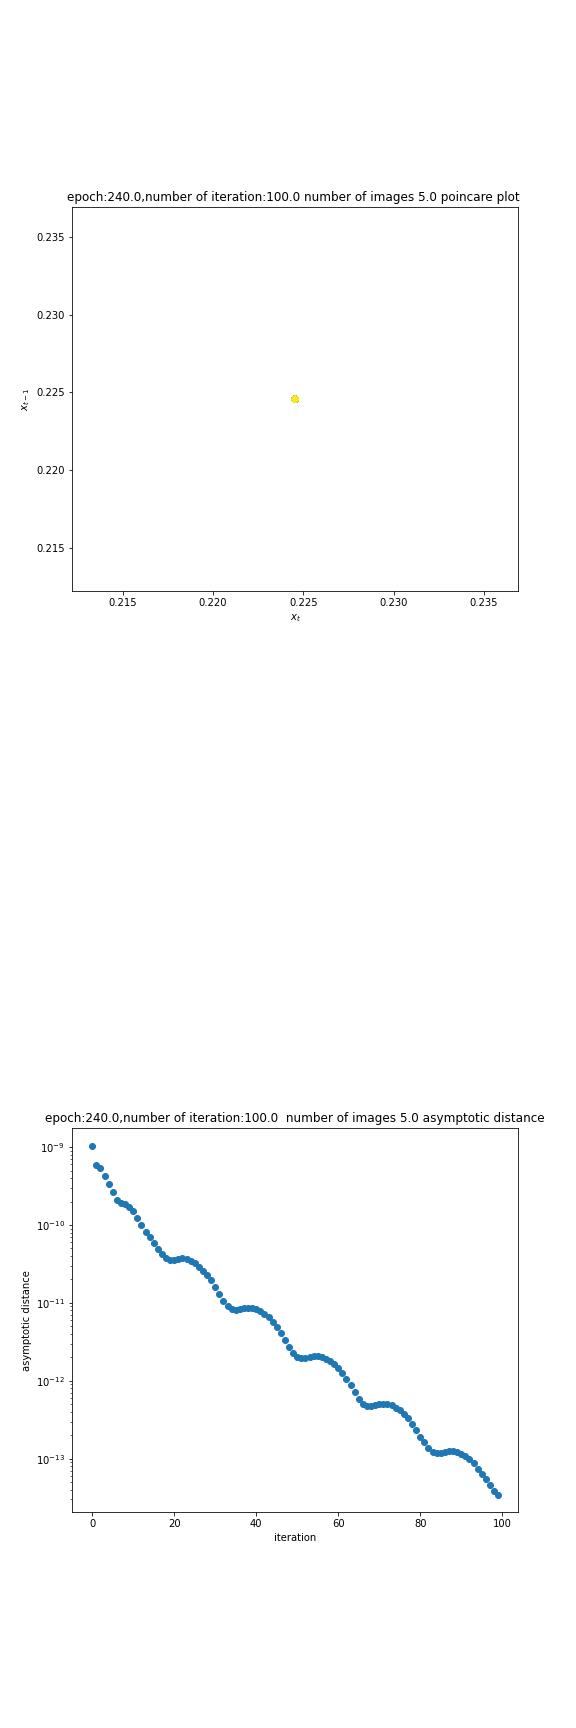 epoch:240.0,number of iteration:100.0 number of images 5.0 poincare plot
0.235
0.230
0.225
0.220
0.215
x_{t-1}
0.215 0.220 0.225 0.230 0.235
x_t
epoch:240.0,number of iteration:100.0  number of images 5.0 asymptotic distance
10^{-9}
10^{-10}
10^{-11}
10^{-12}
10^{-13}
asymptotic distance
0 20 40 60 80 100
iteration